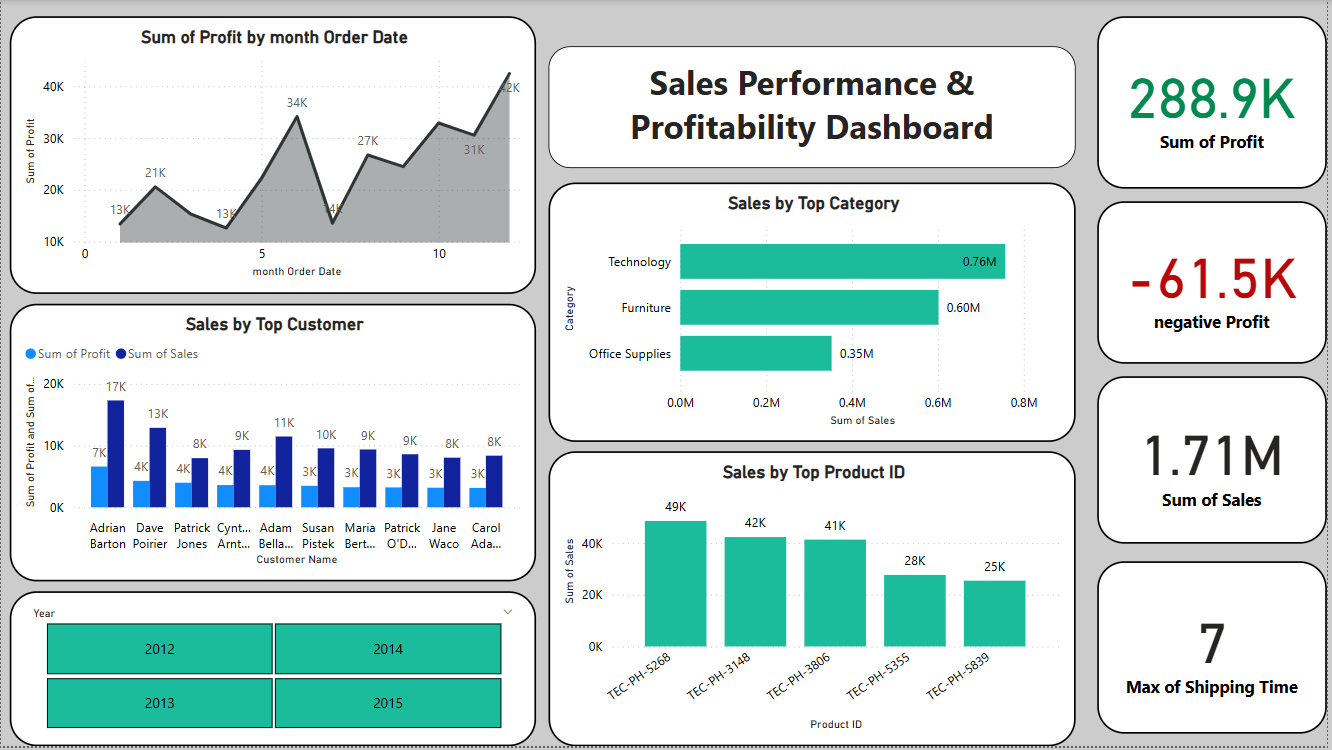 Sum of Profit by month Order Date
Sum of Profit
40K
30K
20K
10K
13K
21K
13K
34K
14K
27K
31K
42K
0
5
10
month Order Date
Sales by Top Customer
Sum of Profit Sum of Sales
Sum of Profit and Sum of...
20K
10K
0K
7K 17K 4K 13K 4K 8K 4K 9K 4K 11K 3K 10K 3K 9K 3K 9K 3K 8K 3K 8K
Adrian Dave Patrick Cynt... Adam Susan Maria Patrick Jane Carol
Barton Poirier Jones Arnt... Bella... Pistek Bert... O'D... Waco Ada...
Customer Name
Year
2012 2014
2013 2015
Sales Performance &
Profitability Dashboard
Sales by Top Category
Category
Technology 0.76M
Furniture 0.60M
Office Supplies 0.35M
0.0M 0.2M 0.4M 0.6M 0.8M
Sum of Sales
Sales by Top Product ID
Sum of Sales
40K
20K
0K
49K 42K 41K 28K 25K
TEC-PH-5268 TEC-PH-3148 TEC-PH-3806 TEC-PH-5355 TEC-PH-5839
Product ID
288.9K
Sum of Profit
-61.5K
negative Profit
1.71M
Sum of Sales
7
Max of Shipping Time